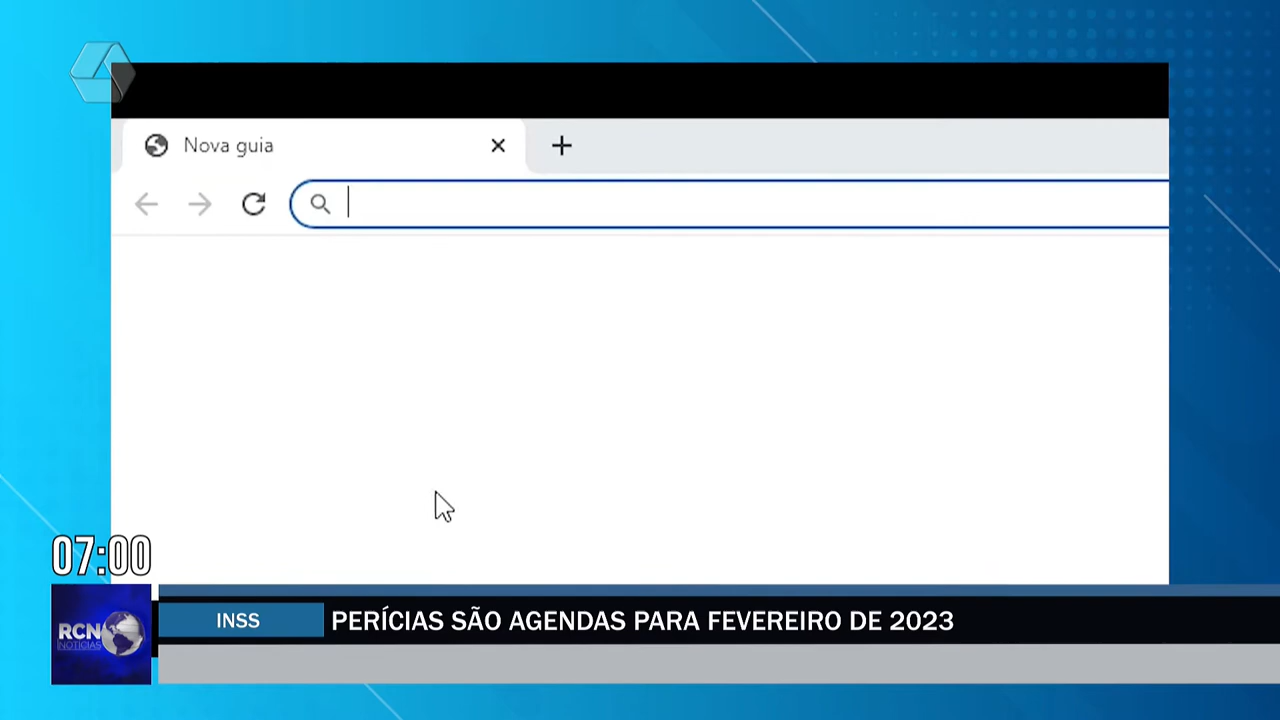 Nova guia
07:00
RCN
NOTÍCIAS
INSS
PERÍCIAS SÃO AGENDAS PARA FEVEREIRO DE 2023